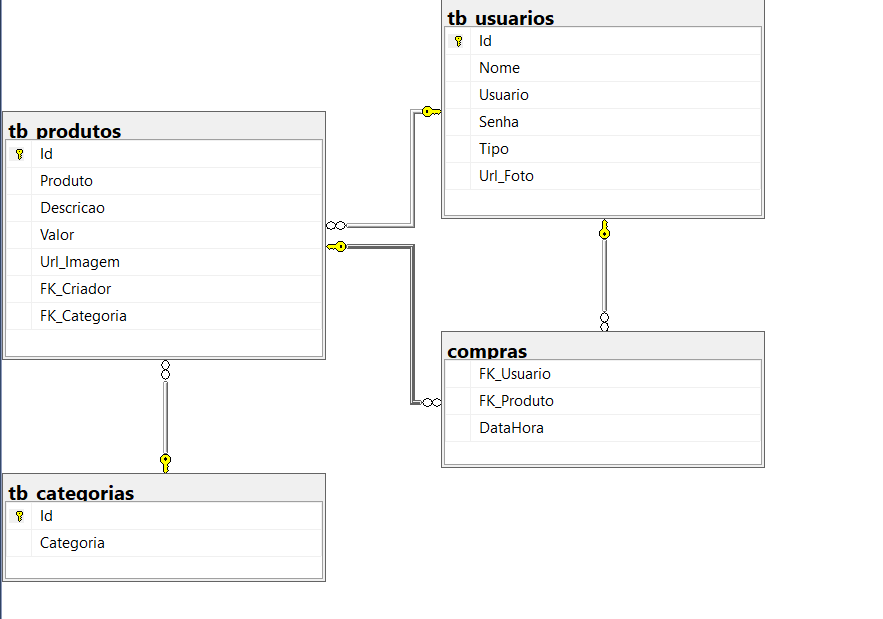 tb_usuarios
Id
Nome
Usuario
Senha
Tipo
Url_Foto
tb_produtos
Id
Produto
Descricao
Valor
Url_Imagem
FK_Criador
FK_Categoria
compras
FK_Usuario
FK_Produto
DataHora
tb_categorias
Id
Categoria